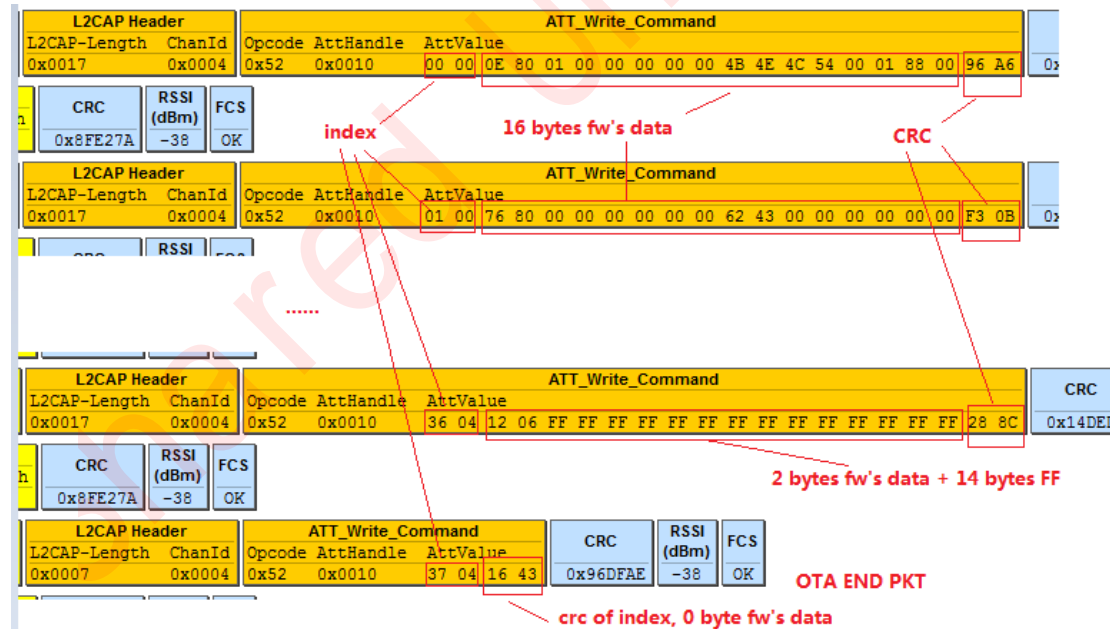 L2CAP Header ATT_Write_Command
L2CAP-Length ChanId Opcode AttHandle AttValue
0x0017 0x0004 0x52 0x0010 00 00 0E 80 01 00 00 00 00 00 4B 4E 4C 54 00 01 88 00 96 A6
CRC RSSI (dBm) FCS
0x8FE27A -38 OK
index 16 bytes fw's data CRC
L2CAP Header ATT_Write_Command
L2CAP-Length ChanId Opcode AttHandle AttValue
0x0017 0x0004 0x52 0x0010 01 00 76 80 00 00 00 00 00 00 62 43 00 00 00 00 00 00 F3 0B
RSSI
......
L2CAP Header ATT_Write_Command CRC
L2CAP-Length ChanId Opcode AttHandle AttValue
0x0017 0x0004 0x52 0x0010 36 04 12 06 FF FF FF FF FF FF FF FF FF FF FF FF FF FF 28 8C 0x14DE
CRC RSSI (dBm) FCS
0x8FE27A -38 OK
2 bytes fw's data + 14 bytes FF
L2CAP Header ATT_Write_Command CRC RSSI (dBm) FCS
L2CAP-Length ChanId Opcode AttHandle AttValue
0x0007 0x0004 0x52 0x0010 37 04 16 43 0x96DFAE -38 OK
OTA END PKT
crc of index, 0 byte fw's data